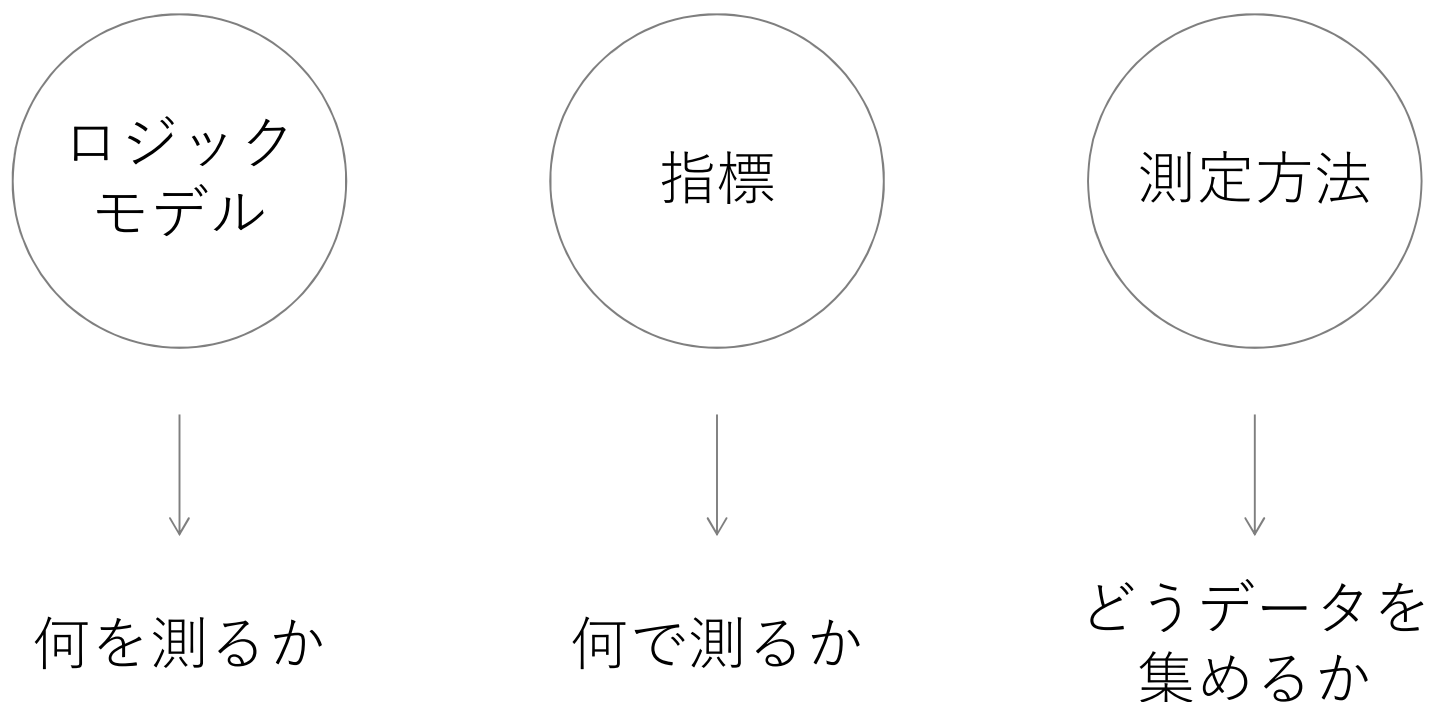 ロジック
モデル
指標
測定方法
何を測るか
何で測るか
どうデータを
集めるか